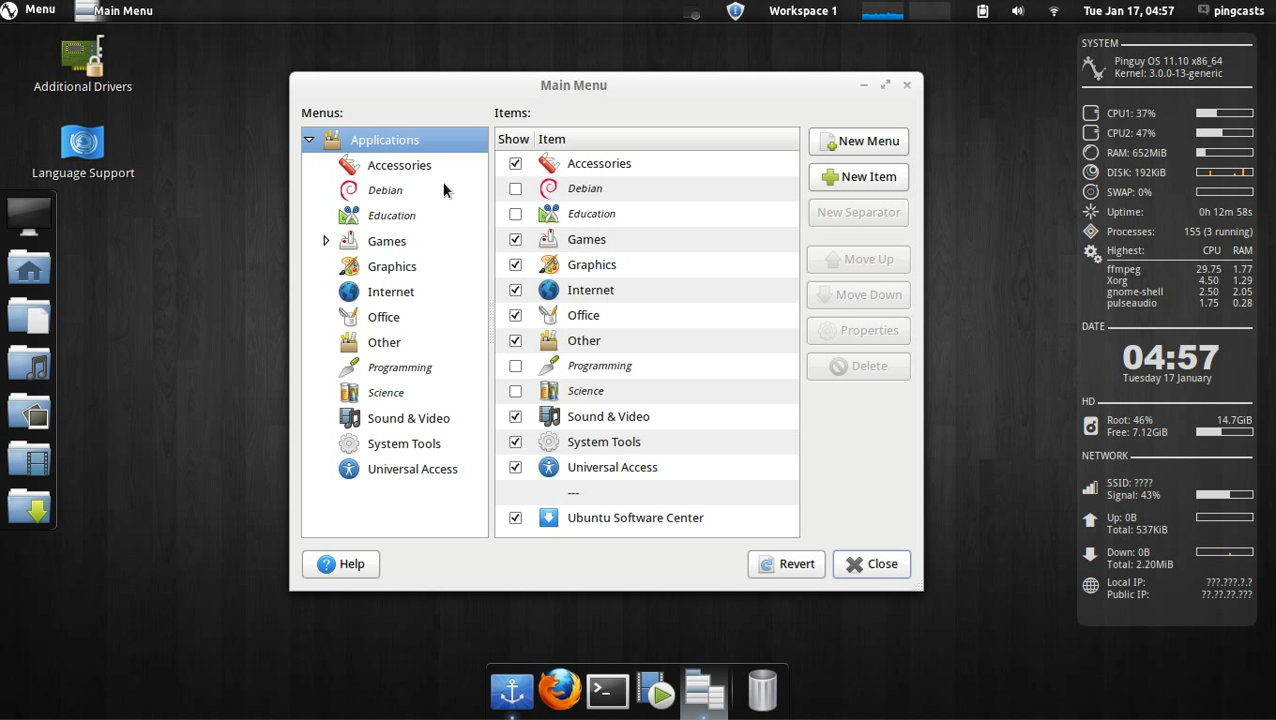 Menu
Main Menu
Workspace 1
Tue Jan 17, 04:57
pingcasts
Additional Drivers
Language Support
Main Menu
Menus:
Applications
Accessories
Debian
Education
Games
Graphics
Internet
Office
Other
Programming
Science
Sound & Video
System Tools
Universal Access
Items:
Show Item
Accessories
Debian
Education
Games
Graphics
Internet
Office
Other
Programming
Science
Sound & Video
System Tools
Universal Access
---
Ubuntu Software Center
New Menu
New Item
New Separator
Move Up
Move Down
Properties
Delete
Help
Revert
Close
SYSTEM
Pinguy OS 11.10 x86_64
Kernel: 3.0.0-13-generic
CPU1: 37%
CPU2: 47%
RAM: 652MiB
DISK: 192KiB
SWAP: 0%
Uptime: 0h 12m 58s
Processes: 155 (3 running)
Highest: CPU RAM
ffmpeg 29.75 1.77
Xorg 4.50 1.29
gnome-shell 2.50 2.05
pulseaudio 1.75 0.28
DATE
04:57
Tuesday 17 January
HD
Root: 46% 14.7GiB
Free: 7.12GiB
NETWORK
SSID: ????
Signal: 43%
Up: 0B
Total: 537KiB
Down: 0B
Total: 2.20MiB
Local IP: ???.???.?.?
Public IP: ??.??.??.???